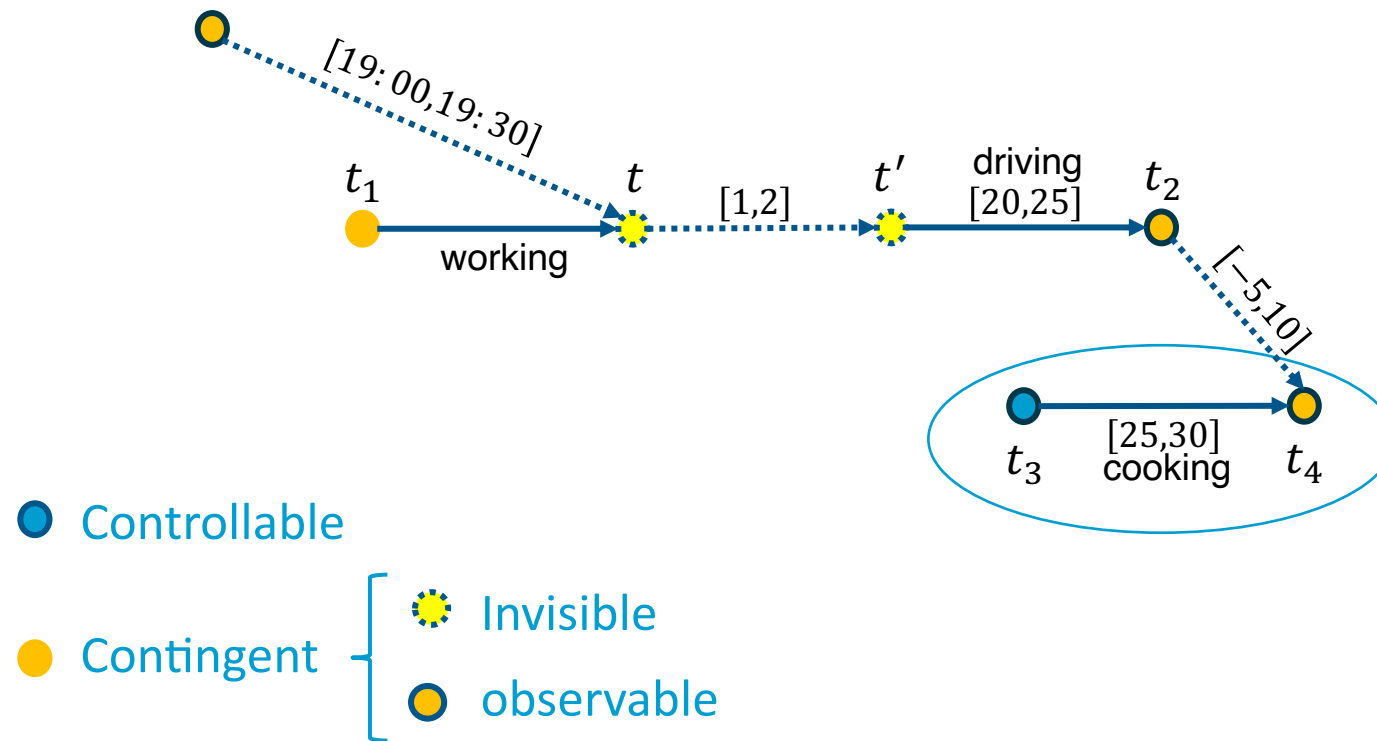 [19: 00,19: 30]
t₁
t
t′
t₂
[1,2]
driving
[20,25]
working
[−5,10]
[25,30]
cooking
t₃
t₄
Controllable
Contingent
Invisible
observable